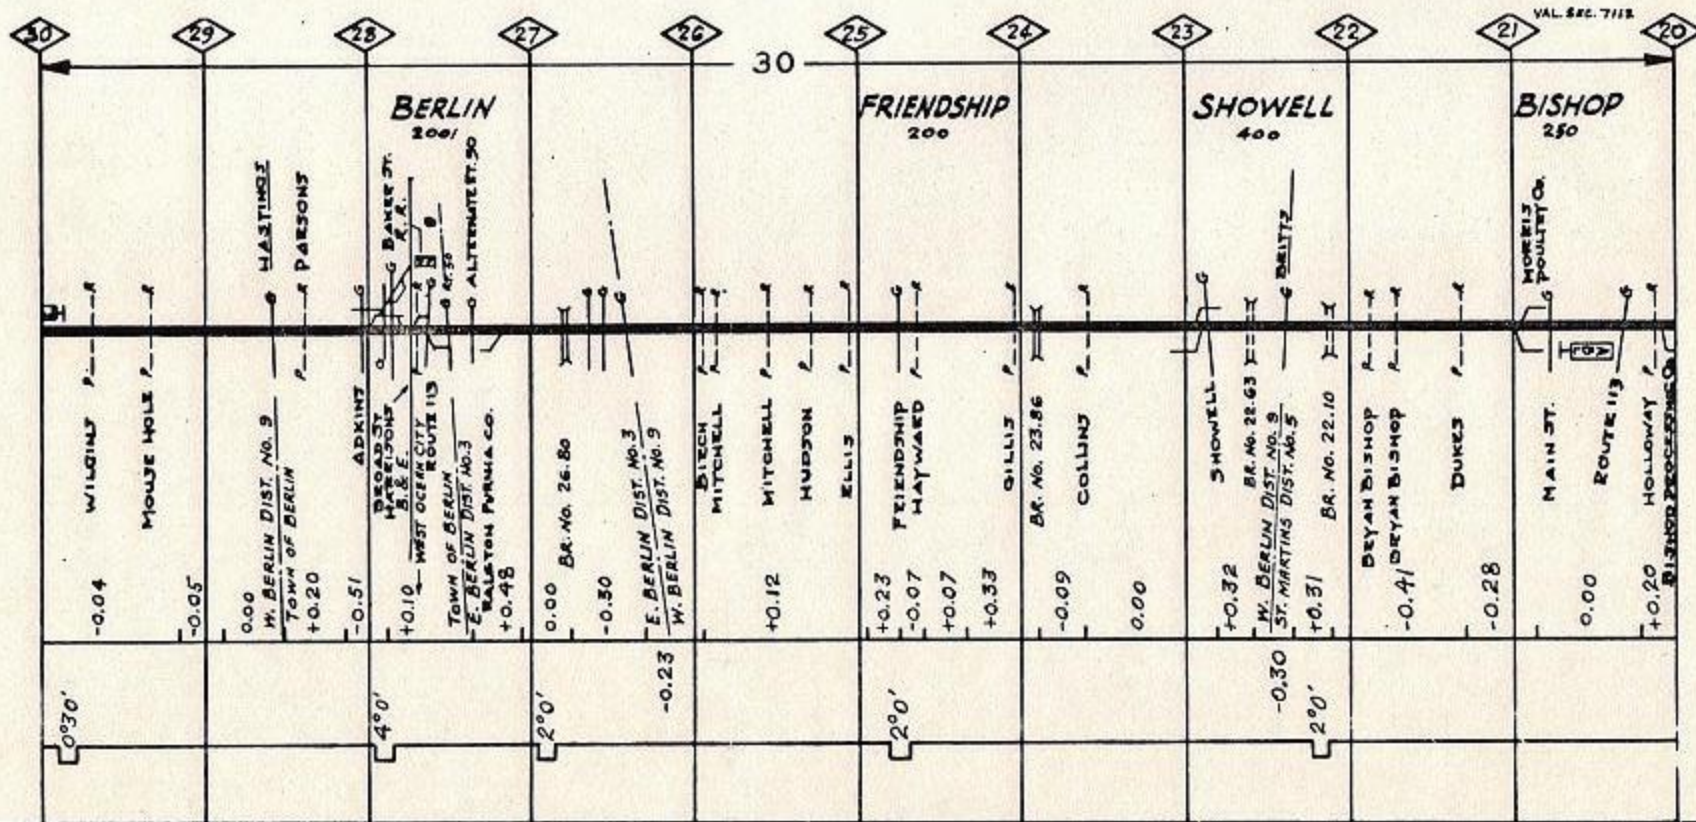 VAL. SEC. 7112
30 29 28 27 26 25 24 23 22 21 20
30
BERLIN
2001
FRIENDSHIP
200
SHOWELL
400
BISHOP
250
HASTINGS
PARSONS
BAKER ST.
R.R.
RT. 50
ALTERNATE RT. 50
BRITTS
MORRIS
POULTRY CO.
WILGINS
MOUSE HOLE
W. BERLIN DIST. No. 9
TOWN OF BERLIN
ADKINS
BROAD ST
HARRISONS
B. & E.
WEST OCEAN CITY
ROUTE 113
TOWN OF BERLIN
E. BERLIN DIST. No. 3
RALSTON PURINA CO.
BR. No. 26.80
E. BERLIN DIST. No. 3
W. BERLIN DIST. No. 9
BIRCH
MITCHELL
MITCHELL
HUDSON
ELLIS
FRIENDSHIP
HAYWARD
GILLIS
BR. No. 23.86
COLLINS
SHOWELL
BR. No. 22.63
W. BERLIN DIST. No. 9
ST. MARTINS DIST. No. 5
BR. No. 22.10
BRYAN BISHOP
BRYAN BISHOP
DUKES
MAIN ST.
ROUTE 113
HOLLOWAY
BISHOP PROCESSING CO.
-0.04
-0.05
0.00
+0.20
-0.51
+0.10
+0.48
0.00
-0.30
-0.23
+0.12
+0.23
-0.07
+0.07
+0.33
-0.09
0.00
+0.32
-0.30
+0.31
-0.41
-0.28
0.00
+0.20
0°30'
4°0'
2°0'
2°0'
2°0'